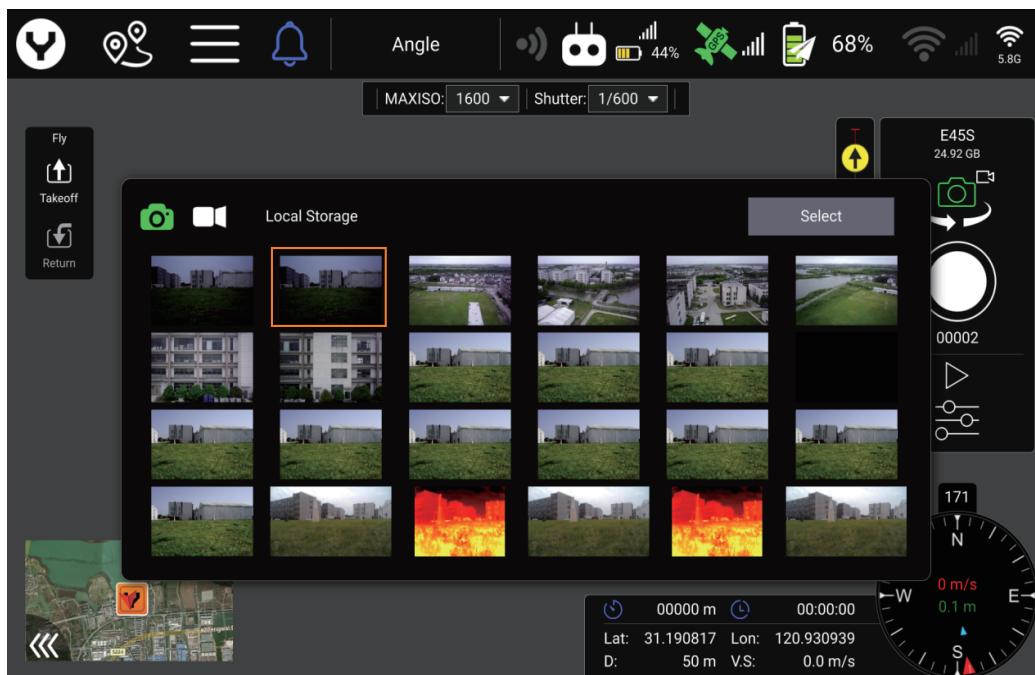 Angle
44%
GPS
68%
5.8G
MAXISO: 1600 Shutter: 1/600
Fly
Takeoff
Return
E45S
24.92 GB
Local Storage
Select
00002
171
N
W
E
S
0 m/s
0.1 m
S224
00000 m 00:00:00
Lat: 31.190817 Lon: 120.930939
D: 50 m V.S: 0.0 m/s